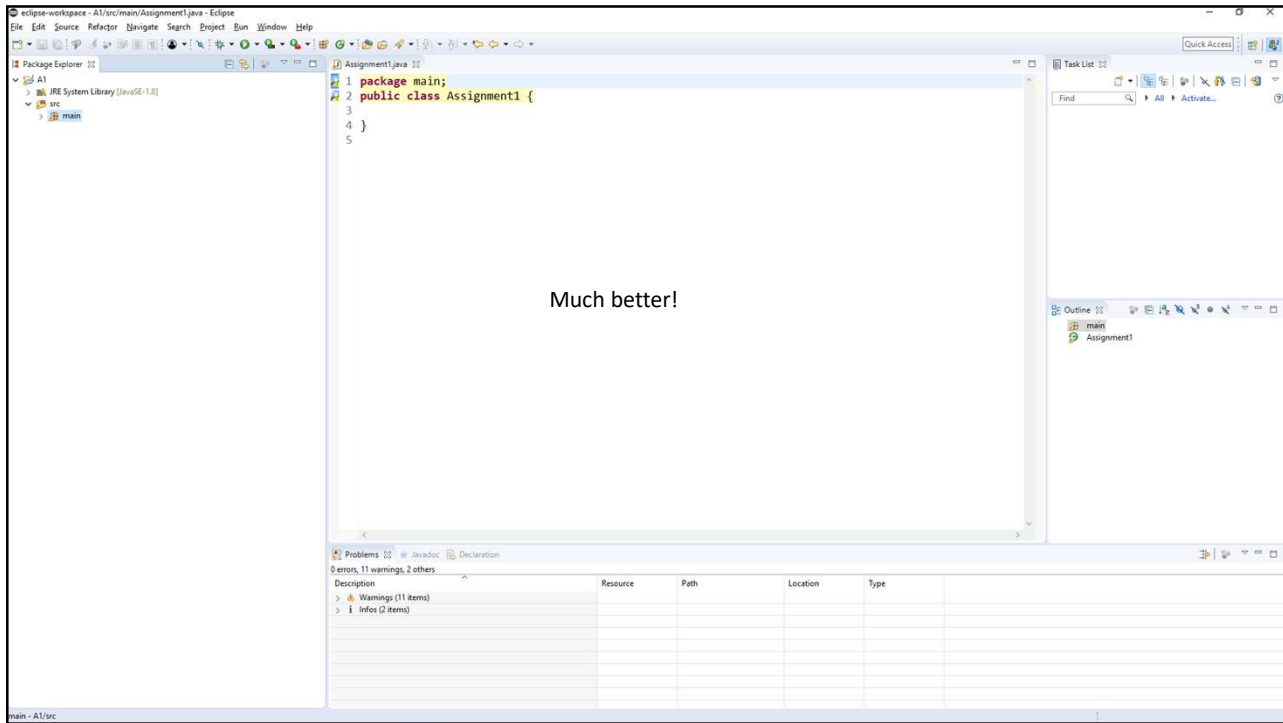 eclipse-workspace - A1/src/main/Assignment1.java - Eclipse
File Edit Source Refactor Navigate Search Project Run Window Help
Quick Access
Package Explorer
A1
JRE System Library [JavaSE-1.8]
src
main
Assignment1.java
1 package main;
2 public class Assignment1 {
3
4 }
5
Much better!
Task List
Find All Activate...
Outline
main
Assignment1
Problems Javadoc Declaration
0 errors, 11 warnings, 2 others
Description Resource Path Location Type
Warnings (11 items)
Infos (2 items)
main - A1/src